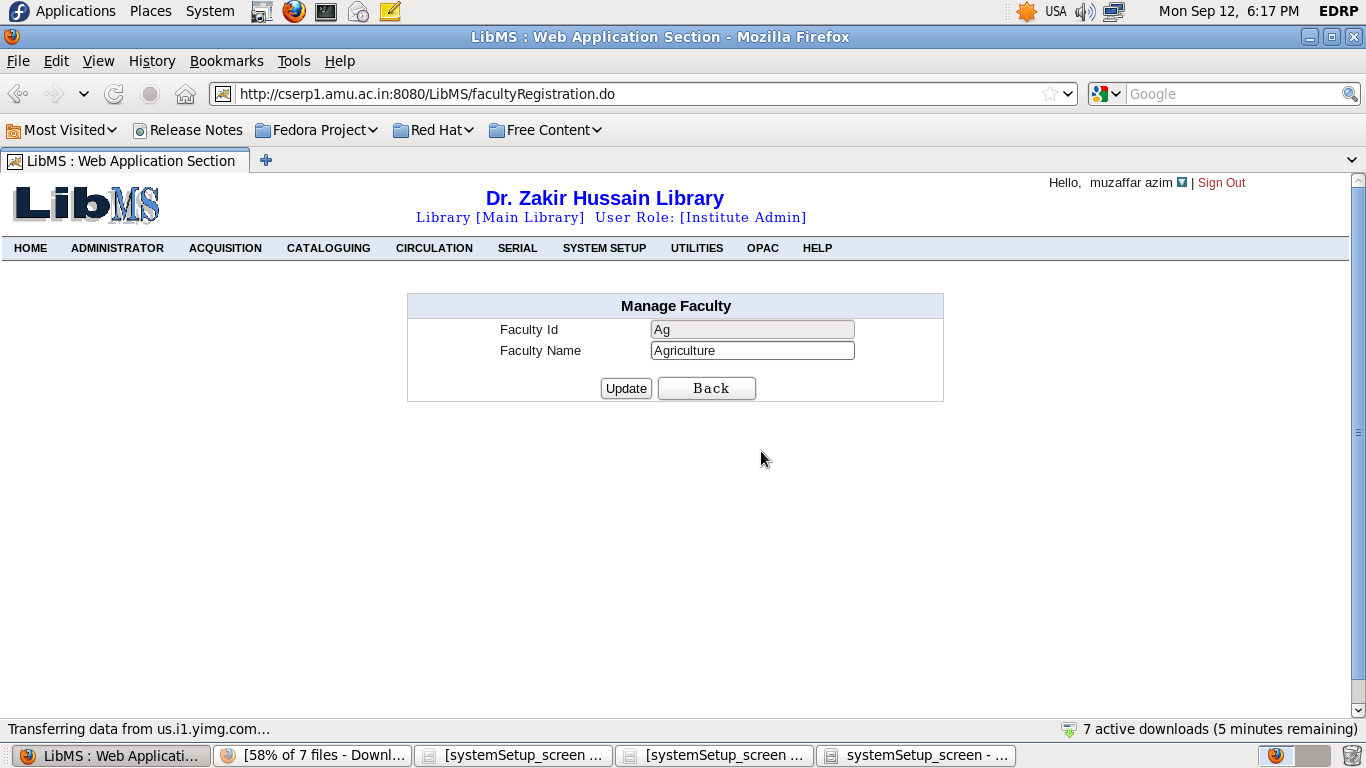 Applications Places System USA Mon Sep 12, 6:17 PM EDRP
LibMS : Web Application Section - Mozilla Firefox
File Edit View History Bookmarks Tools Help
http://cserp1.amu.ac.in:8080/LibMS/facultyRegistration.do Google
Most Visited Release Notes Fedora Project Red Hat Free Content
LibMS : Web Application Section
Hello, muzaffar azim | Sign Out
LibMS
Dr. Zakir Hussain Library
Library [Main Library] User Role: [Institute Admin]
HOME ADMINISTRATOR ACQUISITION CATALOGUING CIRCULATION SERIAL SYSTEM SETUP UTILITIES OPAC HELP
Manage Faculty
Faculty Id Ag
Faculty Name Agriculture
Update Back
Transferring data from us.i1.yimg.com... 7 active downloads (5 minutes remaining)
LibMS : Web Applicati... [58% of 7 files - Downl... [systemSetup_screen ... [systemSetup_screen ... systemSetup_screen - ...